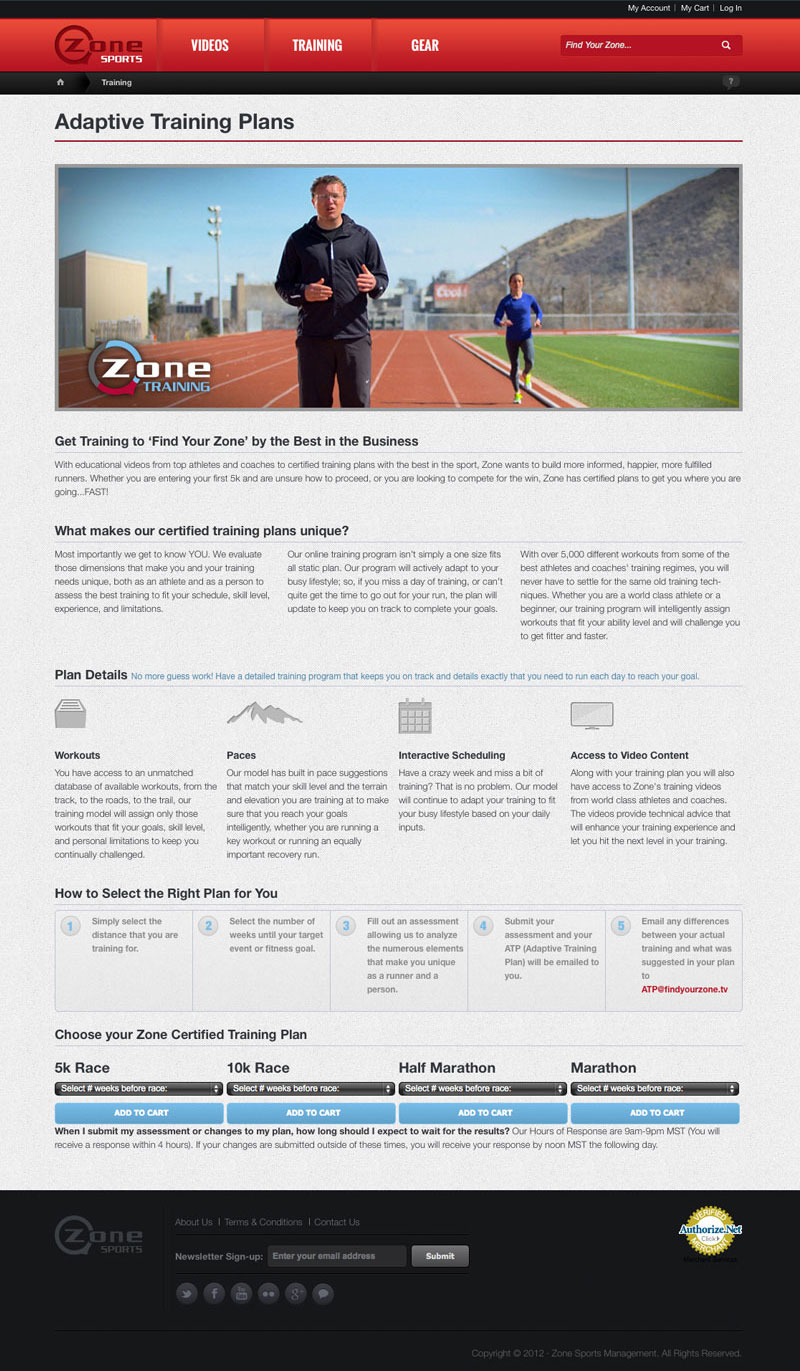 My Account | My Cart | Log In
Zone
SPORTS
VIDEOS
TRAINING
GEAR
Find Your Zone...
Training
?
Adaptive Training Plans
Coors
Zone
TRAINING
Get Training to ‘Find Your Zone’ by the Best in the Business
With educational videos from top athletes and coaches to certified training plans with the best in the sport, Zone wants to build more informed, happier, more fulfilled
runners. Whether you are entering your first 5k and are unsure how to proceed, or you are looking to compete for the win, Zone has certified plans to get you where you are
going...FAST!
What makes our certified training plans unique?
Most importantly we get to know YOU. We evaluate
those dimensions that make you and your training
needs unique, both as an athlete and as a person to
assess the best training to fit your schedule, skill level,
experience, and limitations.
Our online training program isn’t simply a one size fits
all static plan. Our program will actively adapt to your
busy lifestyle; so, if you miss a day of training, or can’t
quite get the time to go out for your run, the plan will
update to keep you on track to complete your goals.
With over 5,000 different workouts from some of the
best athletes and coaches’ training regimes, you will
never have to settle for the same old training tech-
niques. Whether you are a world class athlete or a
beginner, our training program will intelligently assign
workouts that fit your ability level and will challenge you
to get fitter and faster.
Plan Details No more guess work! Have a detailed training program that keeps you on track and details exactly that you need to run each day to reach your goal.
Workouts
You have access to an unmatched
database of available workouts, from the
track, to the roads, to the trail, our
training model will assign only those
workouts that fit your goals, skill level,
and personal limitations to keep you
continually challenged.
Paces
Our model has built in pace suggestions
that match your skill level and the terrain
and elevation you are training at to make
sure that you reach your goals
intelligently, whether you are running a
key workout or running an equally
important recovery run.
Interactive Scheduling
Have a crazy week and miss a bit of
training? That is no problem. Our model
will continue to adapt your training to fit
your busy lifestyle based on your daily
inputs.
Access to Video Content
Along with your training plan you will also
have access to Zone’s training videos
from world class athletes and coaches.
The videos provide technical advice that
will enhance your training experience and
let you hit the next level in your training.
How to Select the Right Plan for You
1
Simply select the
distance that you are
training for.
2
Select the number of
weeks until your target
event or fitness goal.
3
Fill out an assessment
allowing us to analyze
the numerous elements
that make you unique
as a runner and a
person.
4
Submit your
assessment and your
ATP (Adaptive Training
Plan) will be emailed to
you.
5
Email any differences
between your actual
training and what was
suggested in your plan
to
ATP@findyourzone.tv
Choose your Zone Certified Training Plan
5k Race
Select # weeks before race:
ADD TO CART
10k Race
Select # weeks before race:
ADD TO CART
Half Marathon
Select # weeks before race:
ADD TO CART
Marathon
Select # weeks before race:
ADD TO CART
When I submit my assessment or changes to my plan, how long should I expect to wait for the results? Our Hours of Response are 9am-9pm MST (You will
receive a response within 4 hours). If your changes are submitted outside of these times, you will receive your response by noon MST the following day.
Zone
SPORTS
About Us | Terms & Conditions | Contact Us
Newsletter Sign-up:
Enter your email address
Submit
f
You
g+
VERIFIED
Authorize.Net
Click
MERCHANT
Merchant Services
Copyright © 2012 · Zone Sports Management. All Rights Reserved.